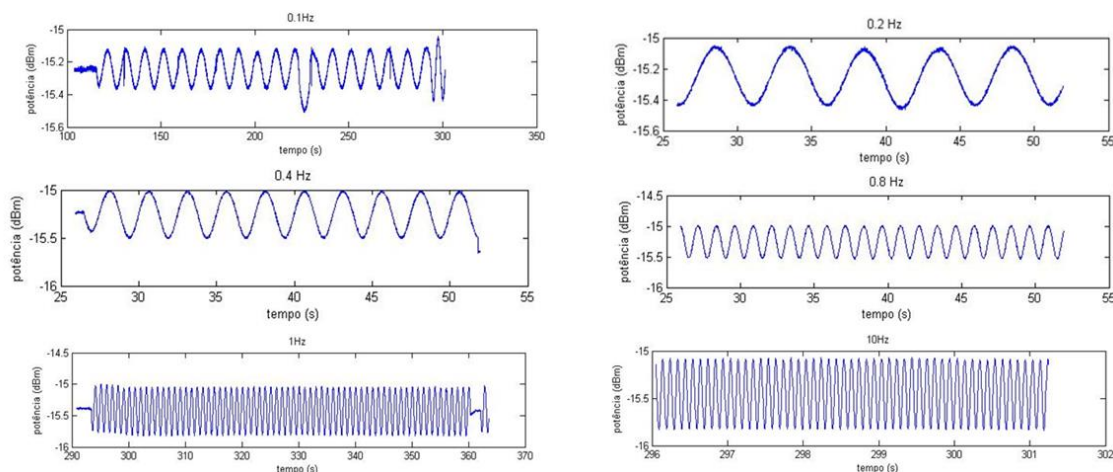 0.1Hz
potência (dBm)
-15
-15.2
-15.4
-15.6
100 150 200 250 300 350
tempo (s)
0.2 Hz
potência (dBm)
-15
-15.2
-15.4
-15.6
25 30 35 40 45 50 55
tempo (s)
0.4 Hz
potência (dBm)
-15
-15.5
-16
25 30 35 40 45 50 55
tempo (s)
0.8 Hz
potência (dBm)
-14.5
-15
-15.5
-16
25 30 35 40 45 50 55
tempo (s)
1Hz
potência (dBm)
-14.5
-15
-15.5
-16
290 300 310 320 330 340 350 360 370
tempo (s)
10Hz
potência (dBm)
-15
-15.5
-16
296 297 298 299 300 301 302
tempo (s)